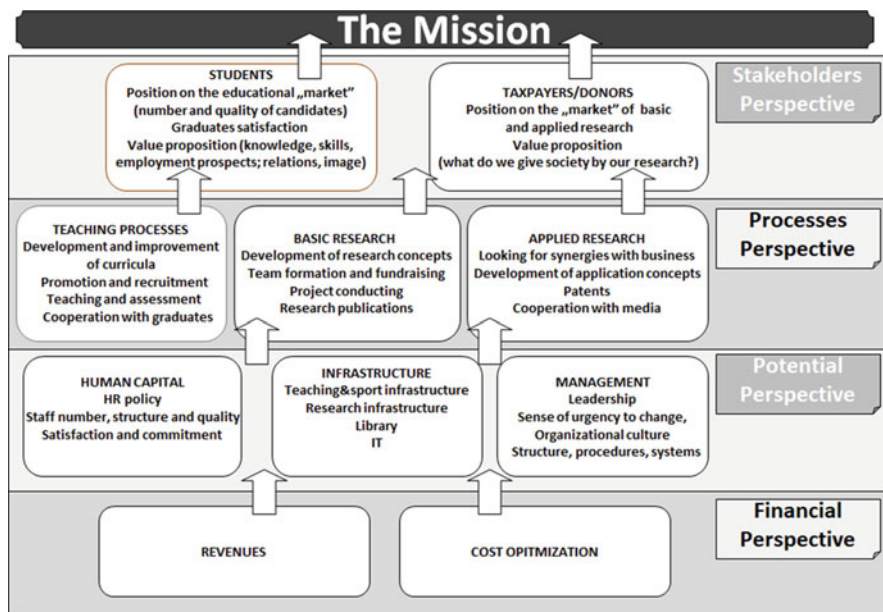 The Mission
STUDENTS
Position on the educational „market”
(number and quality of candidates)
Graduates satisfaction
Value proposition (knowledge, skills,
employment prospects; relations, image)
TAXPAYERS/DONORS
Position on the „market” of basic
and applied research
Value proposition
(what do we give society by our research?)
Stakeholders
Perspective
TEACHING PROCESSES
Development and improvement
of curricula
Promotion and recruitment
Teaching and assessment
Cooperation with graduates
BASIC RESEARCH
Development of research concepts
Team formation and fundraising
Project conducting
Research publications
APPLIED RESEARCH
Looking for synergies with business
Development of application concepts
Patents
Cooperation with media
Processes
Perspective
HUMAN CAPITAL
HR policy
Staff number, structure and quality
Satisfaction and commitment
INFRASTRUCTURE
Teaching&sport infrastructure
Research infrastructure
Library
IT
MANAGEMENT
Leadership
Sense of urgency to change,
Organizational culture
Structure, procedures, systems
Potential
Perspective
REVENUES
COST OPITMIZATION
Financial
Perspective